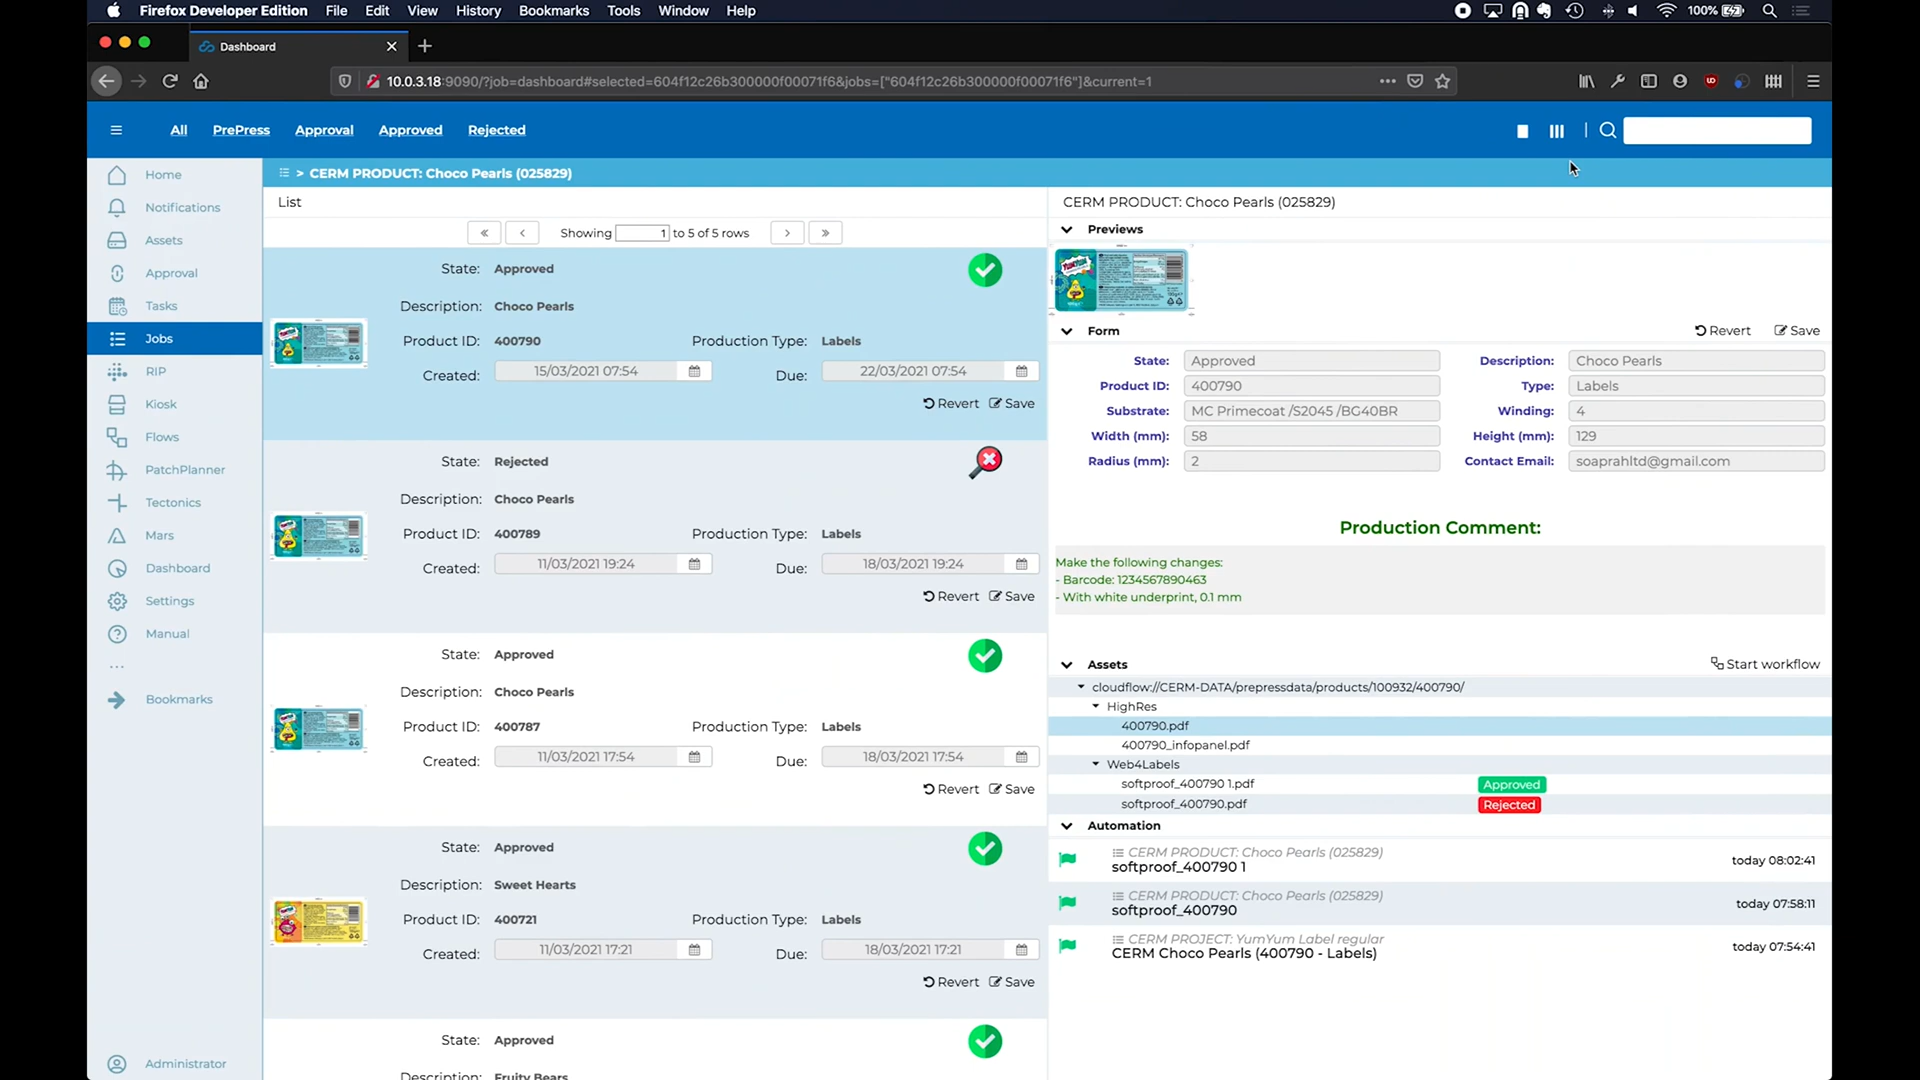 Firefox Developer Edition File Edit View History Bookmarks Tools Window Help 100%
Dashboard
10.0.3.18:9090/?job=dashboard#selected=604f12c26b300000f00071f6&jobs=["604f12c26b300000f00071f6"]&current=1
All PrePress Approval Approved Rejected
> CERM PRODUCT: Choco Pearls (025829)
Home
Notifications
Assets
Approval
Tasks
Jobs
RIP
Kiosk
Flows
PatchPlanner
Tectonics
Mars
Dashboard
Settings
Manual
...
Bookmarks
Administrator
List
« ‹ Showing 1 to 5 of 5 rows › »
State: Approved
Description: Choco Pearls
Product ID: 400790 Production Type: Labels
Created: 15/03/2021 07:54 Due: 22/03/2021 07:54
Revert Save
State: Rejected
Description: Choco Pearls
Product ID: 400789 Production Type: Labels
Created: 11/03/2021 19:24 Due: 18/03/2021 19:24
Revert Save
State: Approved
Description: Choco Pearls
Product ID: 400787 Production Type: Labels
Created: 11/03/2021 17:54 Due: 18/03/2021 17:54
Revert Save
State: Approved
Description: Sweet Hearts
Product ID: 400721 Production Type: Labels
Created: 11/03/2021 17:21 Due: 18/03/2021 17:21
Revert Save
State: Approved
Description: Fruity Bears
CERM PRODUCT: Choco Pearls (025829)
Previews
Form Revert Save
State: Approved Description: Choco Pearls
Product ID: 400790 Type: Labels
Substrate: MC Primecoat /S2045 /BG40BR Winding: 4
Width (mm): 58 Height (mm): 129
Radius (mm): 2 Contact Email: soaprahltd@gmail.com
Production Comment:
Make the following changes:
- Barcode: 1234567890463
- With white underprint, 0.1 mm
Assets Start workflow
cloudflow://CERM-DATA/prepressdata/products/100932/400790/
HighRes
400790.pdf
400790_infopanel.pdf
Web4Labels
softproof_400790 1.pdf Approved
softproof_400790.pdf Rejected
Automation
CERM PRODUCT: Choco Pearls (025829)
softproof_400790 1 today 08:02:41
CERM PRODUCT: Choco Pearls (025829)
softproof_400790 today 07:58:11
CERM PROJECT: YumYum Label regular
CERM Choco Pearls (400790 - Labels) today 07:54:41